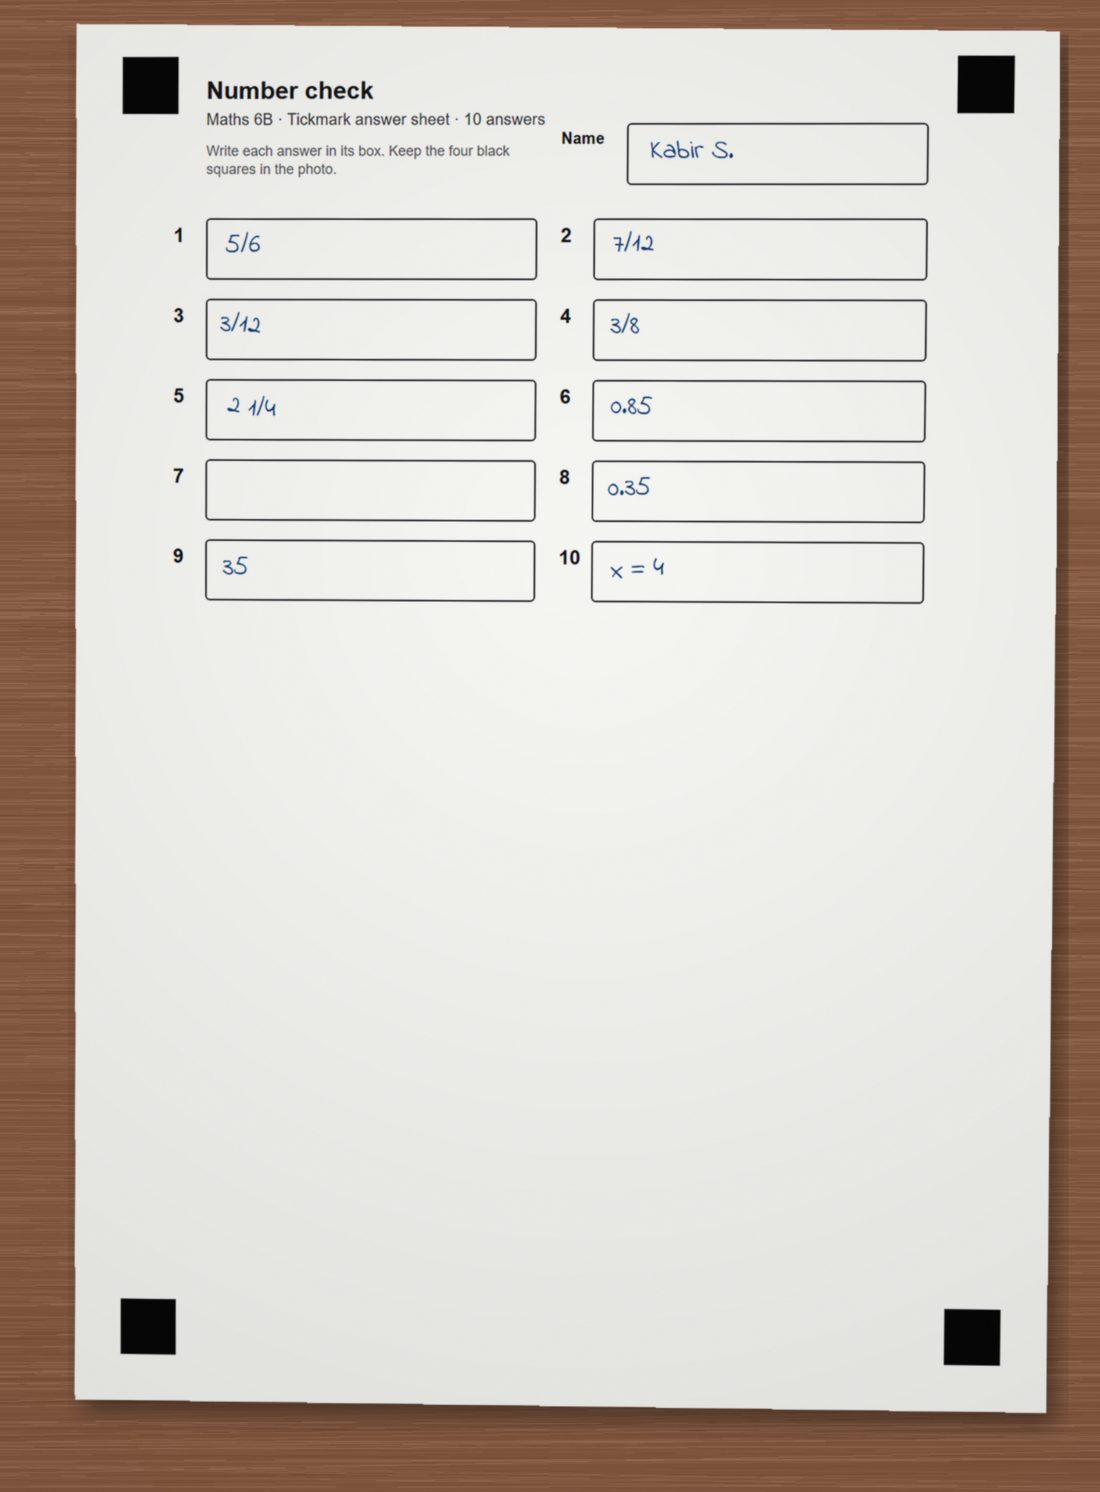 Number check
Maths 6B · Tickmark answer sheet · 10 answers
Write each answer in its box. Keep the four black
squares in the photo.
Name Kabir S.
1 5/6
2 7/12
3 3/12
4 3/8
5 2 1/4
6 0.85
7
8 0.35
9 35
10 x = 4